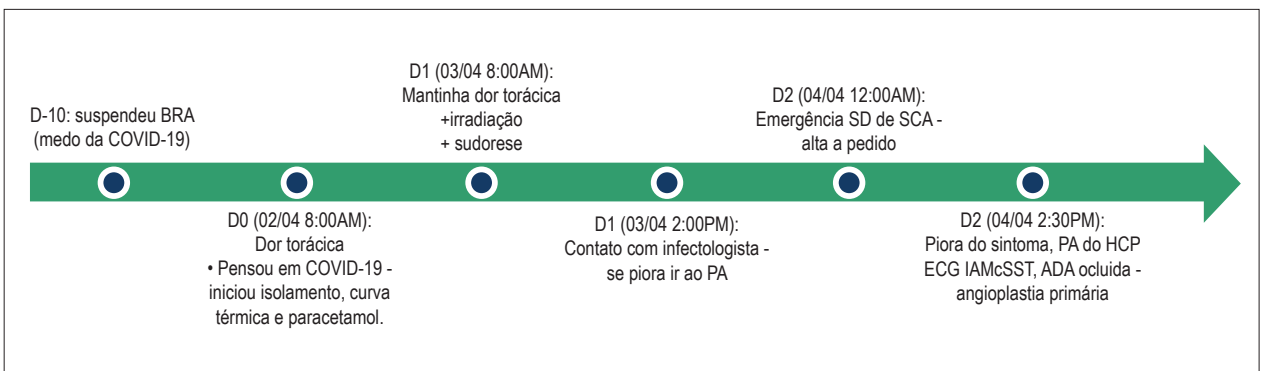 D-10: suspendeu BRA
(medo da COVID-19)
D0 (02/04 8:00AM):
Dor torácica
• Pensou em COVID-19 -
iniciou isolamento, curva
térmica e paracetamol.
D1 (03/04 8:00AM):
Mantinha dor torácica
+irradiação
+ sudorese
D1 (03/04 2:00PM):
Contato com infectologista -
se piora ir ao PA
D2 (04/04 12:00AM):
Emergência SD de SCA -
alta a pedido
D2 (04/04 2:30PM):
Piora do sintoma, PA do HCP
ECG IAMcSST, ADA ocluida -
angioplastia primária